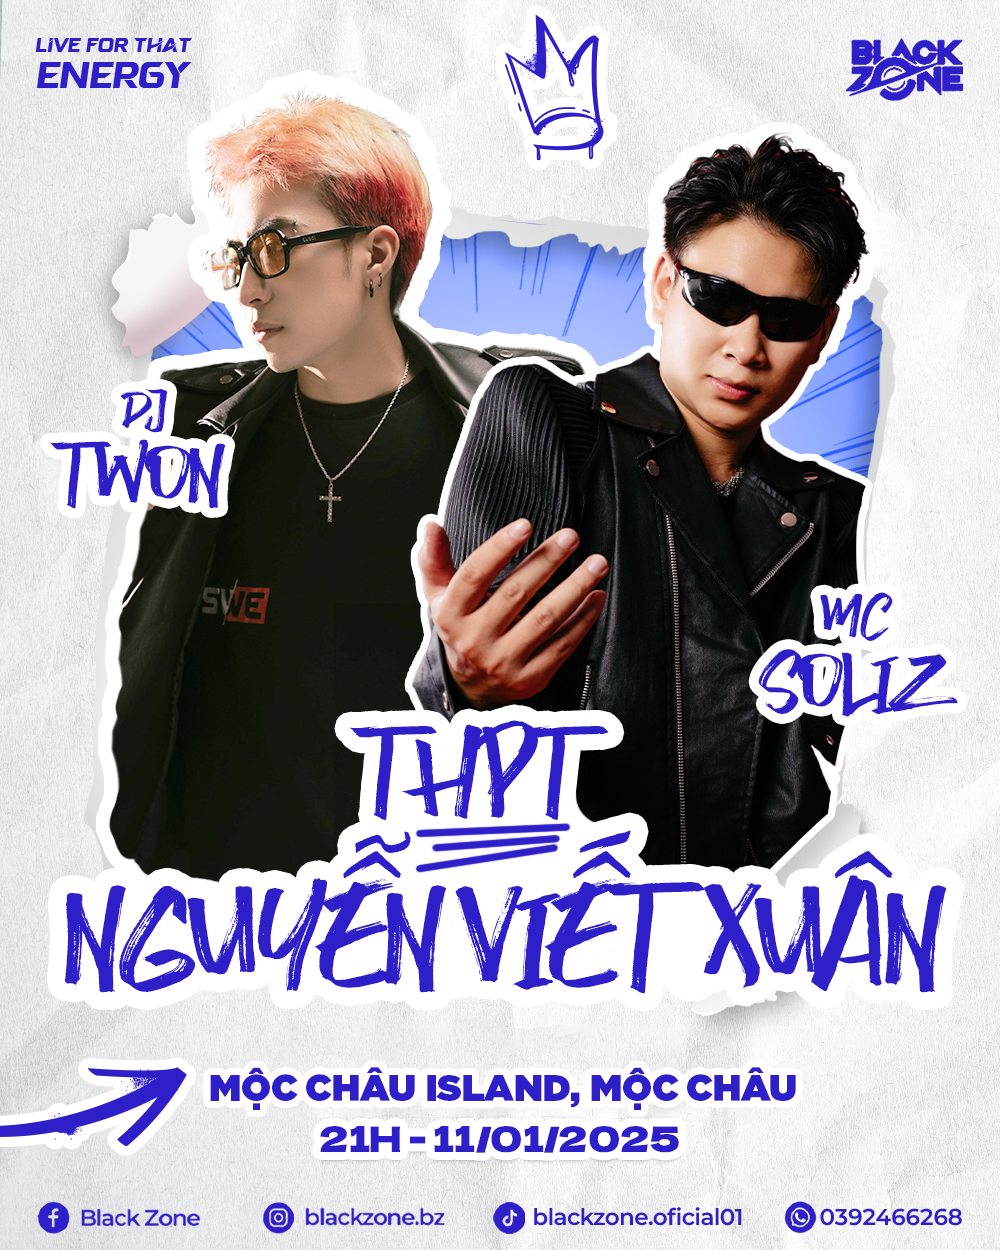 LIVE FOR THAT
ENERGY
BLACK
ZONE
GUCCI
DJ
TWON
SWE
MC
SOLIZ
THPT
NGUYỄN VIẾT XUÂN
MỘC CHÂU ISLAND, MỘC CHÂU
21H - 11/01/2025
Black Zone
blackzone.bz
blackzone.oficial01
0392466268